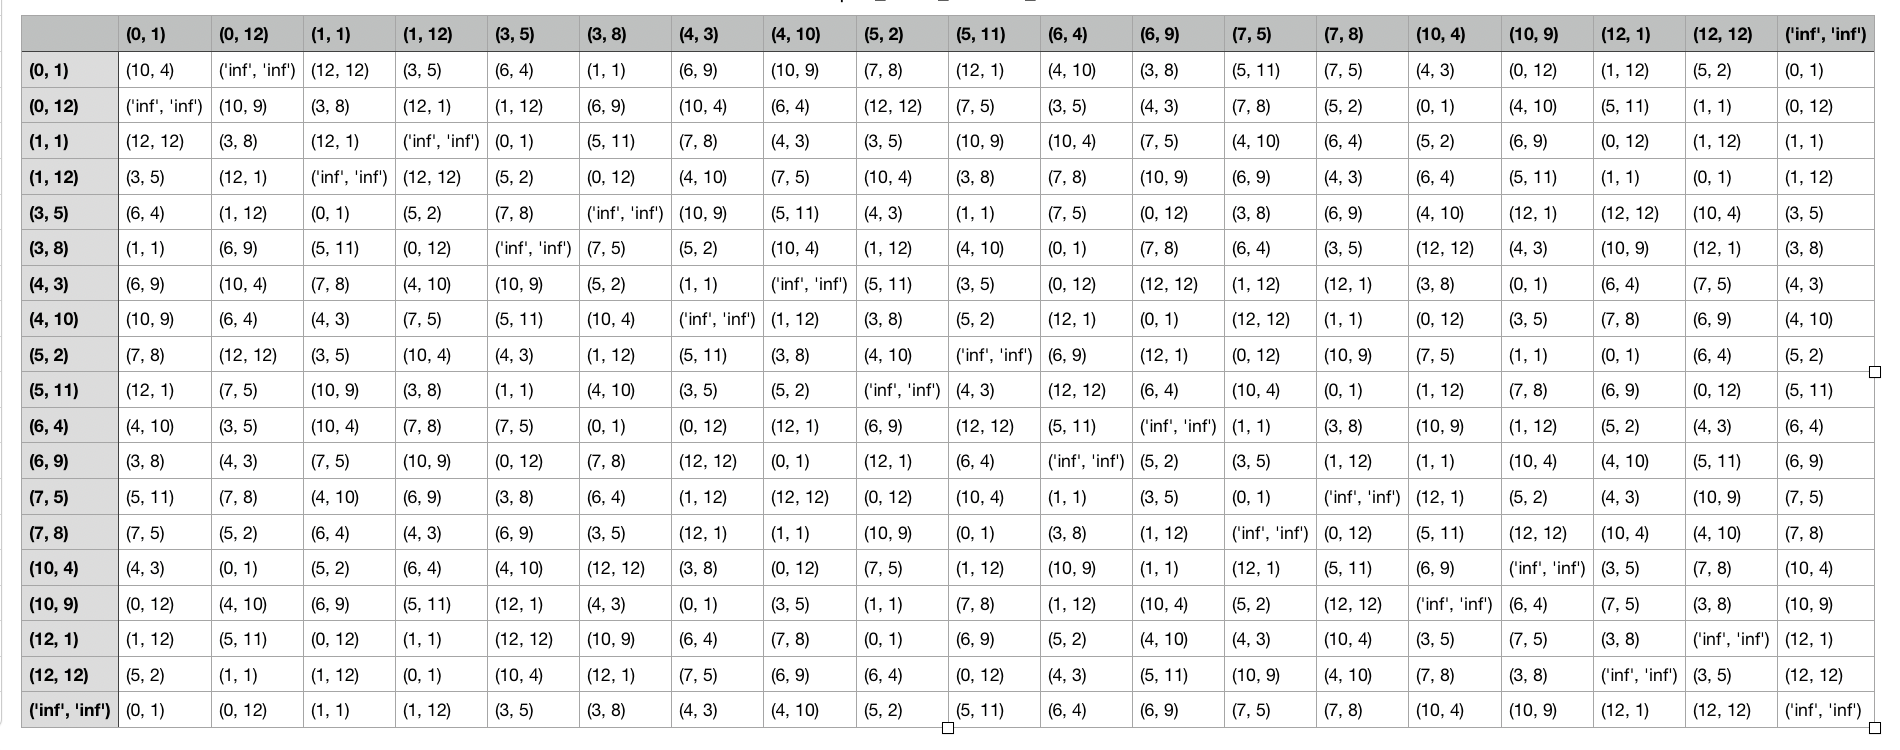 (0, 1) (0, 12) (1, 1) (1, 12) (3, 5) (3, 8) (4, 3) (4, 10) (5, 2) (5, 11) (6, 4) (6, 9) (7, 5) (7, 8) (10, 4) (10, 9) (12, 1) (12, 12) ('inf', 'inf')
(0, 1) (10, 4) ('inf', 'inf') (12, 12) (3, 5) (6, 4) (1, 1) (6, 9) (10, 9) (7, 8) (12, 1) (4, 10) (3, 8) (5, 11) (7, 5) (4, 3) (0, 12) (1, 12) (5, 2) (0, 1)
(0, 12) ('inf', 'inf') (10, 9) (3, 8) (12, 1) (1, 12) (6, 9) (10, 4) (6, 4) (12, 12) (7, 5) (3, 5) (4, 3) (7, 8) (5, 2) (0, 1) (4, 10) (5, 11) (1, 1) (0, 12)
(1, 1) (12, 12) (3, 8) (12, 1) ('inf', 'inf') (0, 1) (5, 11) (7, 8) (4, 3) (3, 5) (10, 9) (10, 4) (7, 5) (4, 10) (6, 4) (5, 2) (6, 9) (0, 12) (1, 12) (1, 1)
(1, 12) (3, 5) (12, 1) ('inf', 'inf') (12, 12) (5, 2) (0, 12) (4, 10) (7, 5) (10, 4) (3, 8) (7, 8) (10, 9) (6, 9) (4, 3) (6, 4) (5, 11) (1, 1) (0, 1) (1, 12)
(3, 5) (6, 4) (1, 12) (0, 1) (5, 2) (7, 8) ('inf', 'inf') (10, 9) (5, 11) (4, 3) (1, 1) (7, 5) (0, 12) (3, 8) (6, 9) (4, 10) (12, 1) (12, 12) (10, 4) (3, 5)
(3, 8) (1, 1) (6, 9) (5, 11) (0, 12) ('inf', 'inf') (7, 5) (5, 2) (10, 4) (1, 12) (4, 10) (0, 1) (7, 8) (6, 4) (3, 5) (12, 12) (4, 3) (10, 9) (12, 1) (3, 8)
(4, 3) (6, 9) (10, 4) (7, 8) (4, 10) (10, 9) (5, 2) (1, 1) ('inf', 'inf') (5, 11) (3, 5) (0, 12) (12, 12) (1, 12) (12, 1) (3, 8) (0, 1) (6, 4) (7, 5) (4, 3)
(4, 10) (10, 9) (6, 4) (4, 3) (7, 5) (5, 11) (10, 4) ('inf', 'inf') (1, 12) (3, 8) (5, 2) (12, 1) (0, 1) (12, 12) (1, 1) (0, 12) (3, 5) (7, 8) (6, 9) (4, 10)
(5, 2) (7, 8) (12, 12) (3, 5) (10, 4) (4, 3) (1, 12) (5, 11) (3, 8) (4, 10) ('inf', 'inf') (6, 9) (12, 1) (0, 12) (10, 9) (7, 5) (1, 1) (0, 1) (6, 4) (5, 2)
(5, 11) (12, 1) (7, 5) (10, 9) (3, 8) (1, 1) (4, 10) (3, 5) (5, 2) ('inf', 'inf') (4, 3) (12, 12) (6, 4) (10, 4) (0, 1) (1, 12) (7, 8) (6, 9) (0, 12) (5, 11)
(6, 4) (4, 10) (3, 5) (10, 4) (7, 8) (7, 5) (0, 1) (0, 12) (12, 1) (6, 9) (12, 12) (5, 11) ('inf', 'inf') (1, 1) (3, 8) (10, 9) (1, 12) (5, 2) (4, 3) (6, 4)
(6, 9) (3, 8) (4, 3) (7, 5) (10, 9) (0, 12) (7, 8) (12, 12) (0, 1) (12, 1) (6, 4) ('inf', 'inf') (5, 2) (3, 5) (1, 12) (1, 1) (10, 4) (4, 10) (5, 11) (6, 9)
(7, 5) (5, 11) (7, 8) (4, 10) (6, 9) (3, 8) (6, 4) (1, 12) (12, 12) (0, 12) (10, 4) (1, 1) (3, 5) (0, 1) ('inf', 'inf') (12, 1) (5, 2) (4, 3) (10, 9) (7, 5)
(7, 8) (7, 5) (5, 2) (6, 4) (4, 3) (6, 9) (3, 5) (12, 1) (1, 1) (10, 9) (0, 1) (3, 8) (1, 12) ('inf', 'inf') (0, 12) (5, 11) (12, 12) (10, 4) (4, 10) (7, 8)
(10, 4) (4, 3) (0, 1) (5, 2) (6, 4) (4, 10) (12, 12) (3, 8) (0, 12) (7, 5) (1, 12) (10, 9) (1, 1) (12, 1) (5, 11) (6, 9) ('inf', 'inf') (3, 5) (7, 8) (10, 4)
(10, 9) (0, 12) (4, 10) (6, 9) (5, 11) (12, 1) (4, 3) (0, 1) (3, 5) (1, 1) (7, 8) (1, 12) (10, 4) (5, 2) (12, 12) ('inf', 'inf') (6, 4) (7, 5) (3, 8) (10, 9)
(12, 1) (1, 12) (5, 11) (0, 12) (1, 1) (12, 12) (10, 9) (6, 4) (7, 8) (0, 1) (6, 9) (5, 2) (4, 10) (4, 3) (10, 4) (3, 5) (7, 5) (3, 8) ('inf', 'inf') (12, 1)
(12, 12) (5, 2) (1, 1) (1, 12) (0, 1) (10, 4) (12, 1) (7, 5) (6, 9) (6, 4) (0, 12) (4, 3) (5, 11) (10, 9) (4, 10) (7, 8) (3, 8) ('inf', 'inf') (3, 5) (12, 12)
('inf', 'inf') (0, 1) (0, 12) (1, 1) (1, 12) (3, 5) (3, 8) (4, 3) (4, 10) (5, 2) (5, 11) (6, 4) (6, 9) (7, 5) (7, 8) (10, 4) (10, 9) (12, 1) (12, 12) ('inf', 'inf')